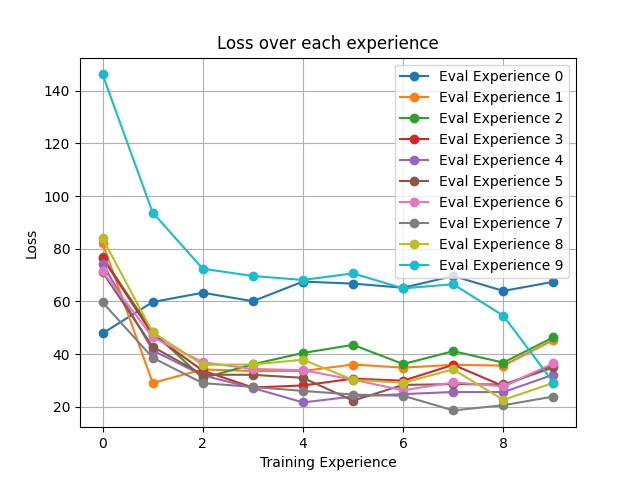 Loss over each experience
Loss
140
120
100
80
60
40
20
0
2
4
6
8
Training Experience
Eval Experience 0
Eval Experience 1
Eval Experience 2
Eval Experience 3
Eval Experience 4
Eval Experience 5
Eval Experience 6
Eval Experience 7
Eval Experience 8
Eval Experience 9